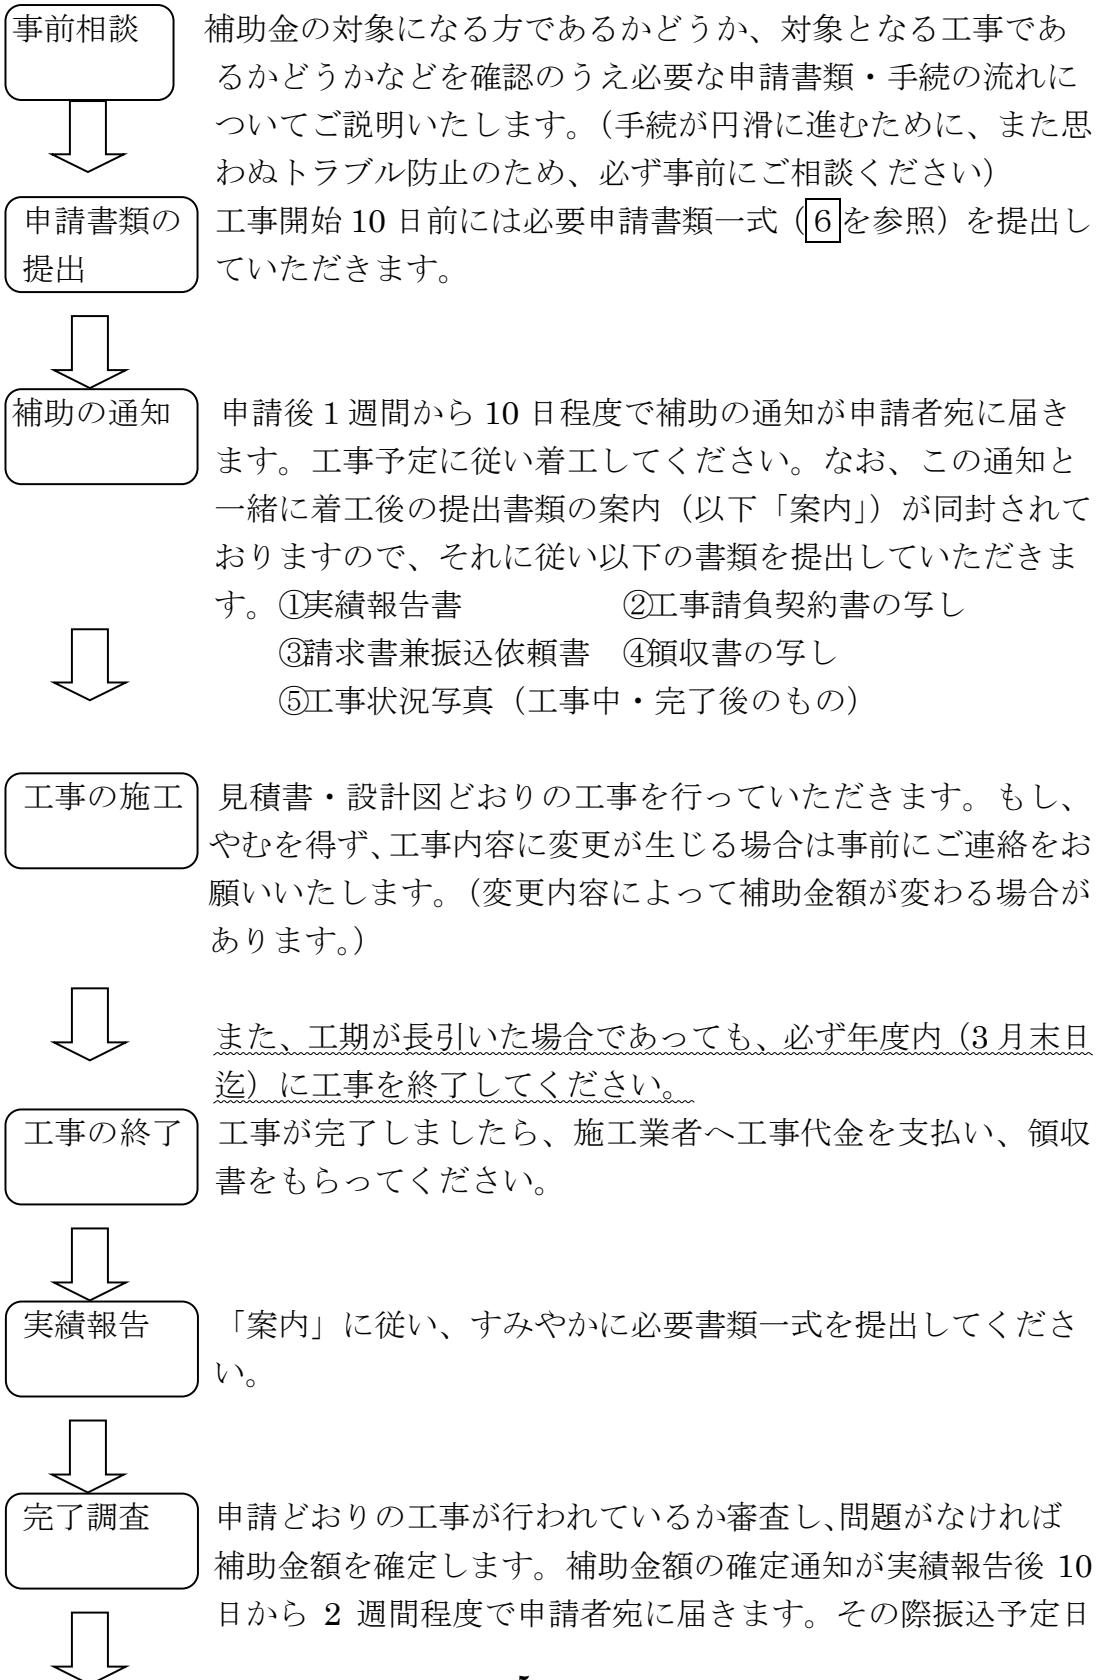 事前相談 補助金の対象になる方であるかどうか、対象となる工事であ
るかどうかなどを確認のうえ必要な申請書類・手続の流れに
ついてご説明いたします。（手続が円滑に進むために、また思
わぬトラブル防止のため、必ず事前にご相談ください）
申請書類の 工事開始 10 日前には必要申請書類一式（6を参照）を提出し
提出 ていただきます。
補助の通知 申請後 1 週間から 10 日程度で補助の通知が申請者宛に届き
ます。工事予定に従い着工してください。なお、この通知と
一緒に着工後の提出書類の案内（以下「案内」）が同封されて
おりますので、それに従い以下の書類を提出していただきま
す。①実績報告書 ②工事請負契約書の写し
③請求書兼振込依頼書 ④領収書の写し
⑤工事状況写真（工事中・完了後のもの）
工事の施工 見積書・設計図どおりの工事を行っていただきます。もし、
やむを得ず、工事内容に変更が生じる場合は事前にご連絡をお
願いいたします。（変更内容によって補助金額が変わる場合が
あります。）
また、工期が長引いた場合であっても、必ず年度内（3 月末日
迄）に工事を終了してください。
工事の終了 工事が完了しましたら、施工業者へ工事代金を支払い、領収
書をもらってください。
実績報告 「案内」に従い、すみやかに必要書類一式を提出してくださ
い。
完了調査 申請どおりの工事が行われているか審査し、問題がなければ
補助金額を確定します。補助金額の確定通知が実績報告後 10
日から 2 週間程度で申請者宛に届きます。その際振込予定日